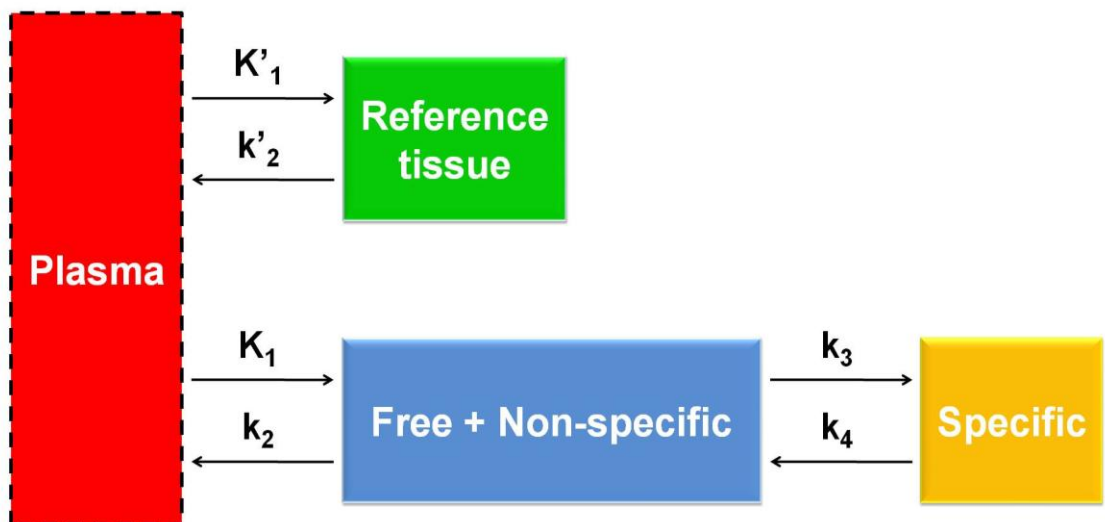 K’₁
Reference
tissue
k’₂
Plasma
K₁
k₃
Free + Non-specific
Specific
k₂
k₄